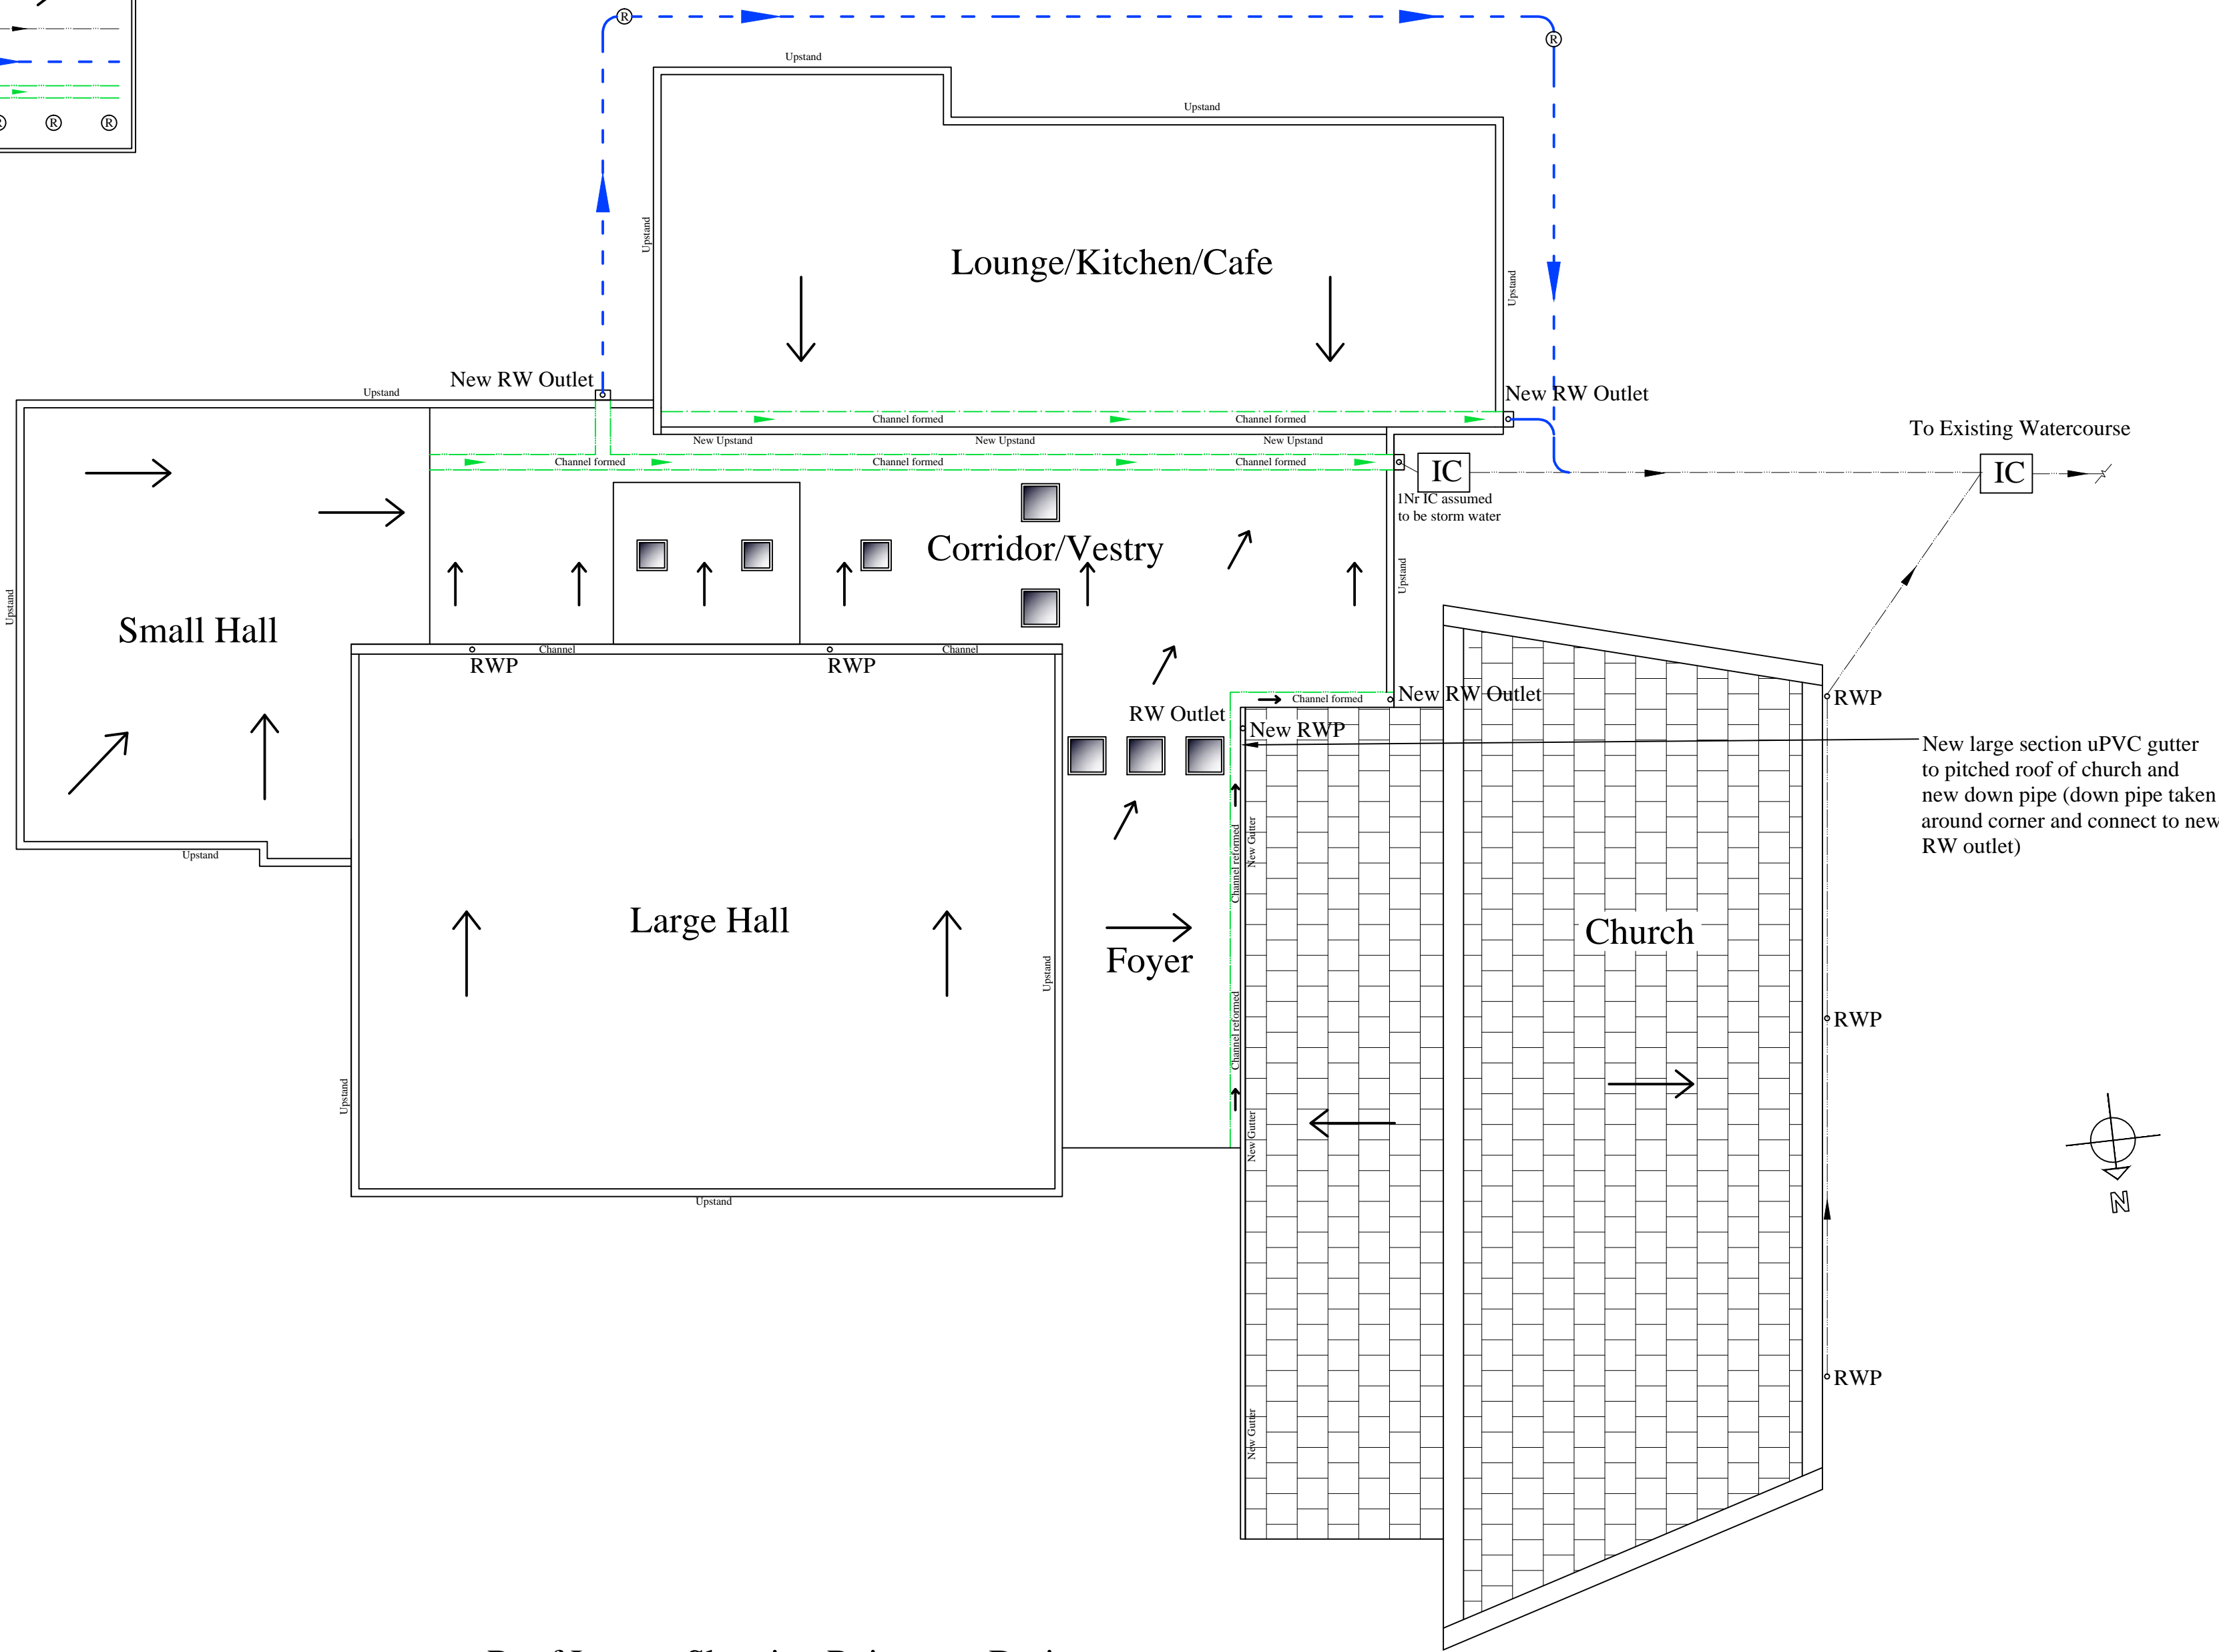 R
R
R
R
R
Upstand
Upstand
Upstand
Lounge/Kitchen/Cafe
Upstand
New RW Outlet
Upstand
New RW Outlet
Channel formed
Channel formed
New Upstand
New Upstand
New Upstand
To Existing Watercourse
Channel formed
Channel formed
Channel formed
IC
IC
1Nr IC assumed
to be storm water
Corridor/Vestry
Upstand
Upstand
Small Hall
Channel
Channel
RWP
RWP
New RW Outlet
Channel formed
RW Outlet
New RWP
RWP
New large section uPVC gutter
to pitched roof of church and
new down pipe (down pipe taken
around corner and connect to new
RW outlet)
Upstand
Channel reformed
New Gutter
Large Hall
Church
Foyer
Upstand
Channel reformed
RWP
Upstand
New Gutter
Upstand
N
RWP
New Gutter